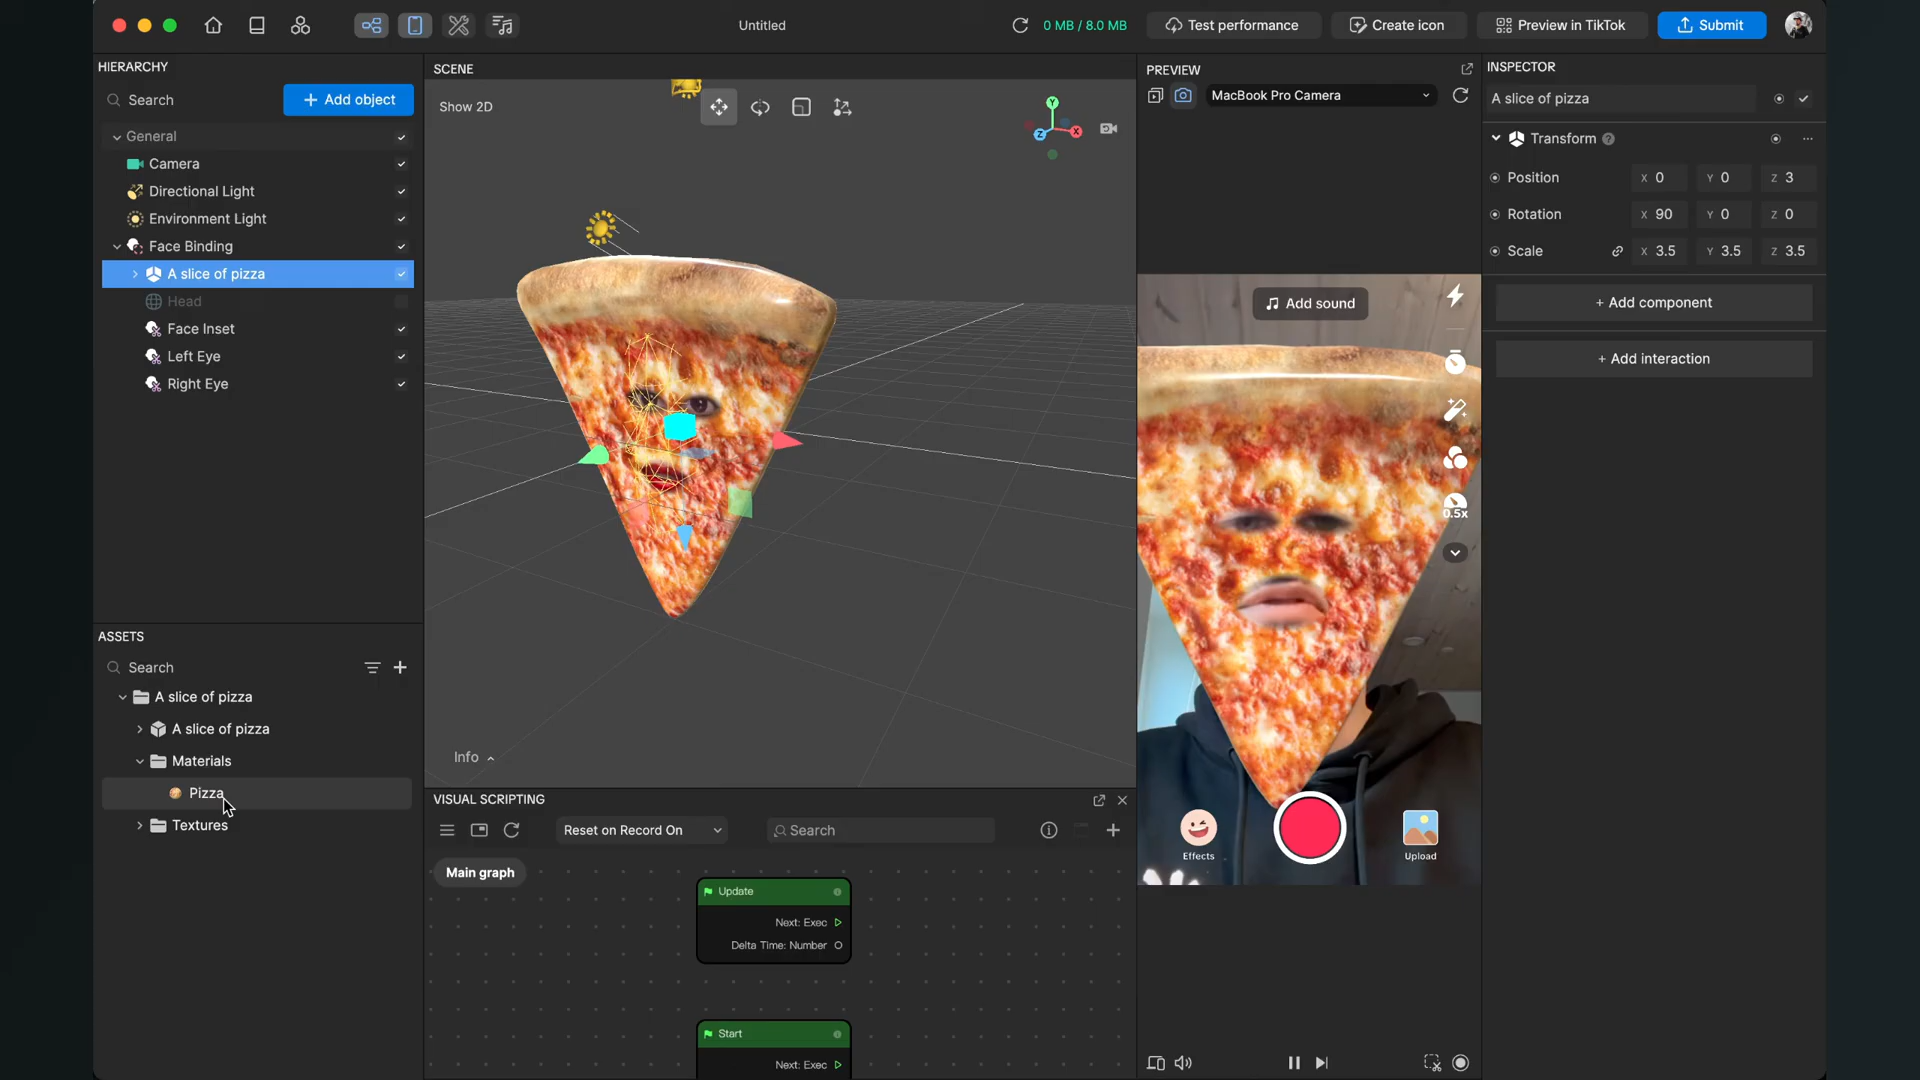 Untitled
0 MB / 8.0 MB
Test performance
Create icon
Preview in TikTok
Submit
HIERARCHY
Search
Add object
General
Camera
Directional Light
Environment Light
Face Binding
A slice of pizza
Head
Face Inset
Left Eye
Right Eye
ASSETS
Search
A slice of pizza
A slice of pizza
Materials
Pizza
Textures
SCENE
Show 2D
Y
X
Z
Info
VISUAL SCRIPTING
Reset on Record On
Search
Main graph
Update
Next: Exec
Delta Time: Number
Start
Next: Exec
PREVIEW
MacBook Pro Camera
Add sound
0.5x
Effects
Upload
INSPECTOR
A slice of pizza
Transform
Position X 0 Y 0 Z 3
Rotation X 90 Y 0 Z 0
Scale X 3.5 Y 3.5 Z 3.5
+ Add component
+ Add interaction